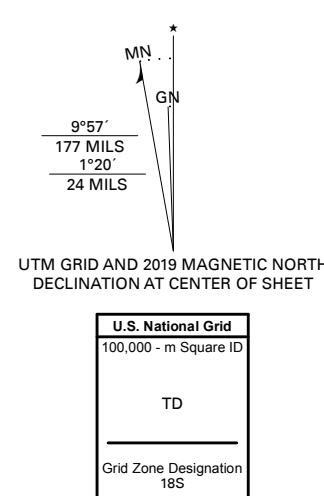 ★
MN
GN
9°57´
177 MILS
1°20´
24 MILS
UTM GRID AND 2019 MAGNETIC NORTH
DECLINATION AT CENTER OF SHEET
U.S. National Grid
100,000 - m Square ID
TD
Grid Zone Designation
18S